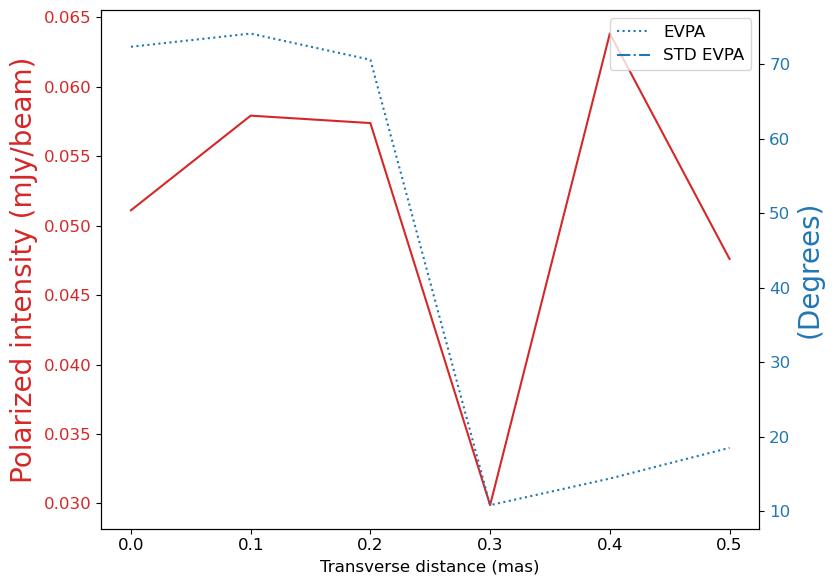 0.065
0.060
0.055
0.050
0.045
0.040
0.035
0.030
Polarized intensity (mJy/beam)
EVPA
STD EVPA
70
60
50
40
30
20
10
(Degrees)
0.0 0.1 0.2 0.3 0.4 0.5
Transverse distance (mas)